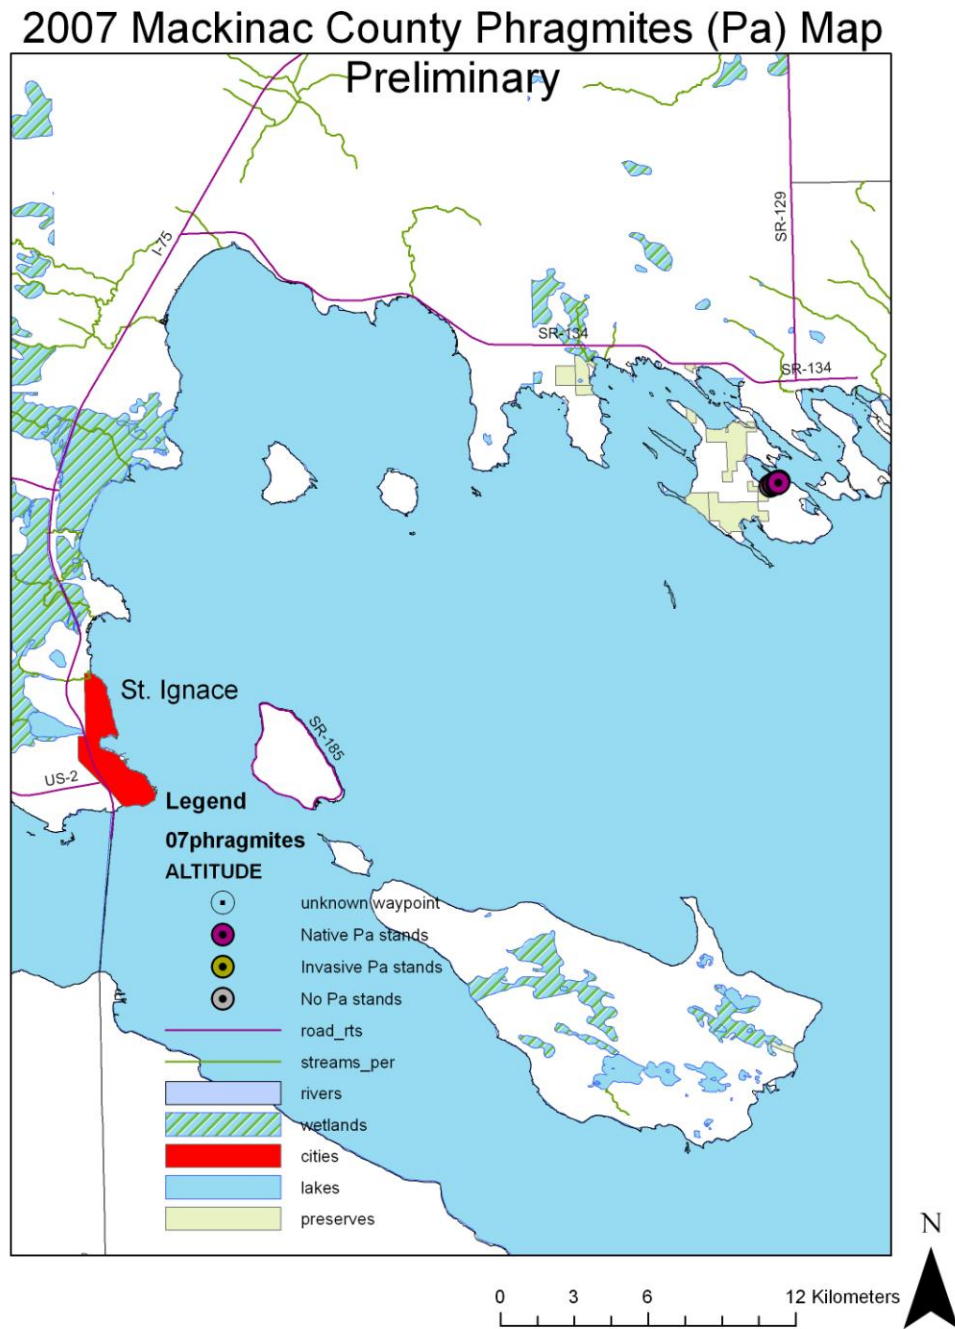 2007 Mackinac County Phragmites (Pa) Map
Preliminary
I-75
SR-129
SR-134
SR-134
St. Ignace
SR-185
US-2
Legend
07phragmites
ALTITUDE
unknown waypoint
Native Pa stands
Invasive Pa stands
No Pa stands
road_rts
streams_per
rivers
wetlands
cities
lakes
preserves
N
0 3 6 12 Kilometers